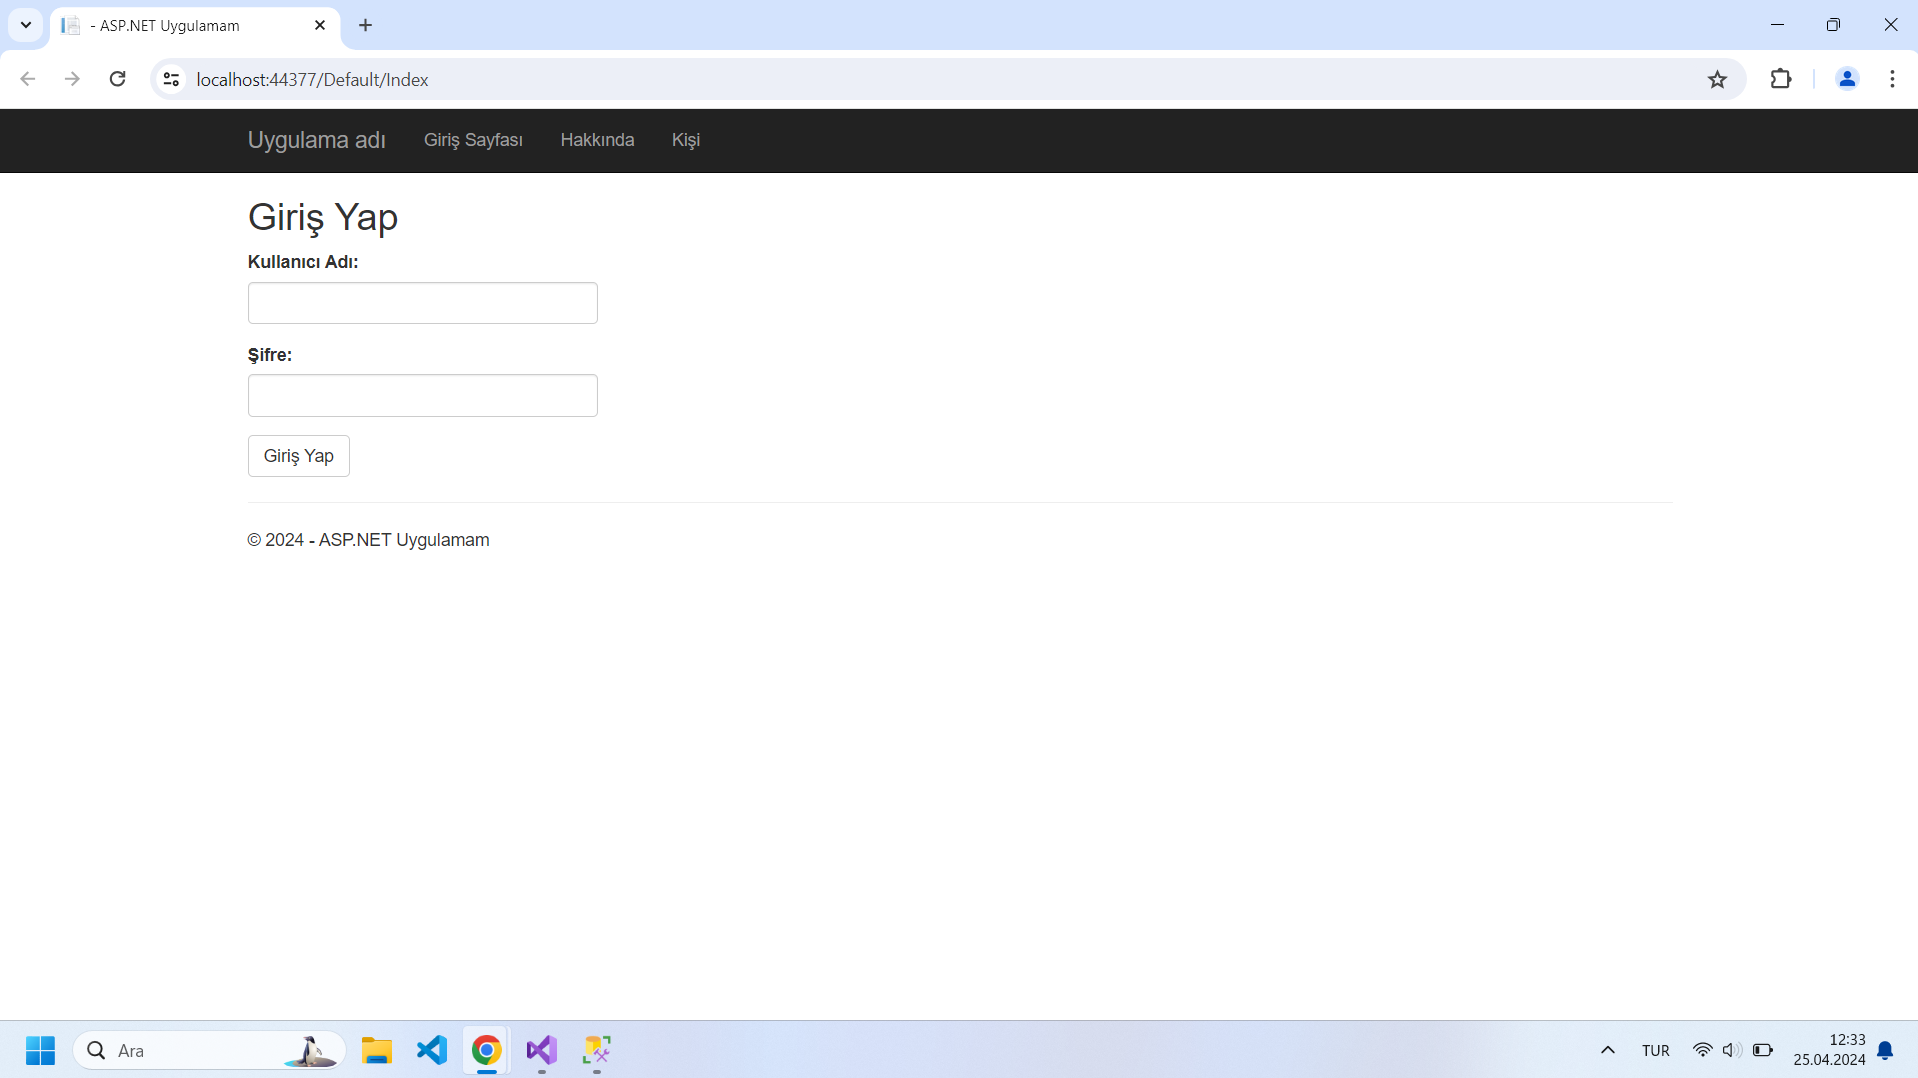 - ASP.NET Uygulamam
localhost:44377/Default/Index
Uygulama adı Giriş Sayfası Hakkında Kişi
Giriş Yap
Kullanıcı Adı:
Şifre:
Giriş Yap
© 2024 - ASP.NET Uygulamam
Ara
TUR
12:33
25.04.2024